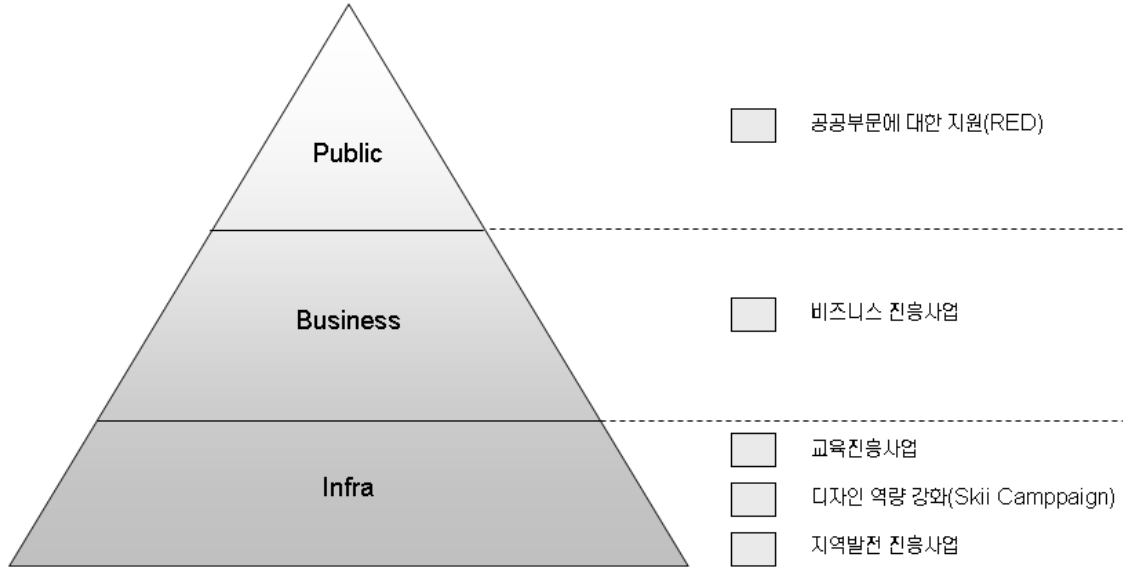 Public
공공부문에 대한 지원(RED)
Business
비즈니스 진흥사업
Infra
교육진흥사업
디자인 역량 강화(Skii Camppaign)
지역발전 진흥사업